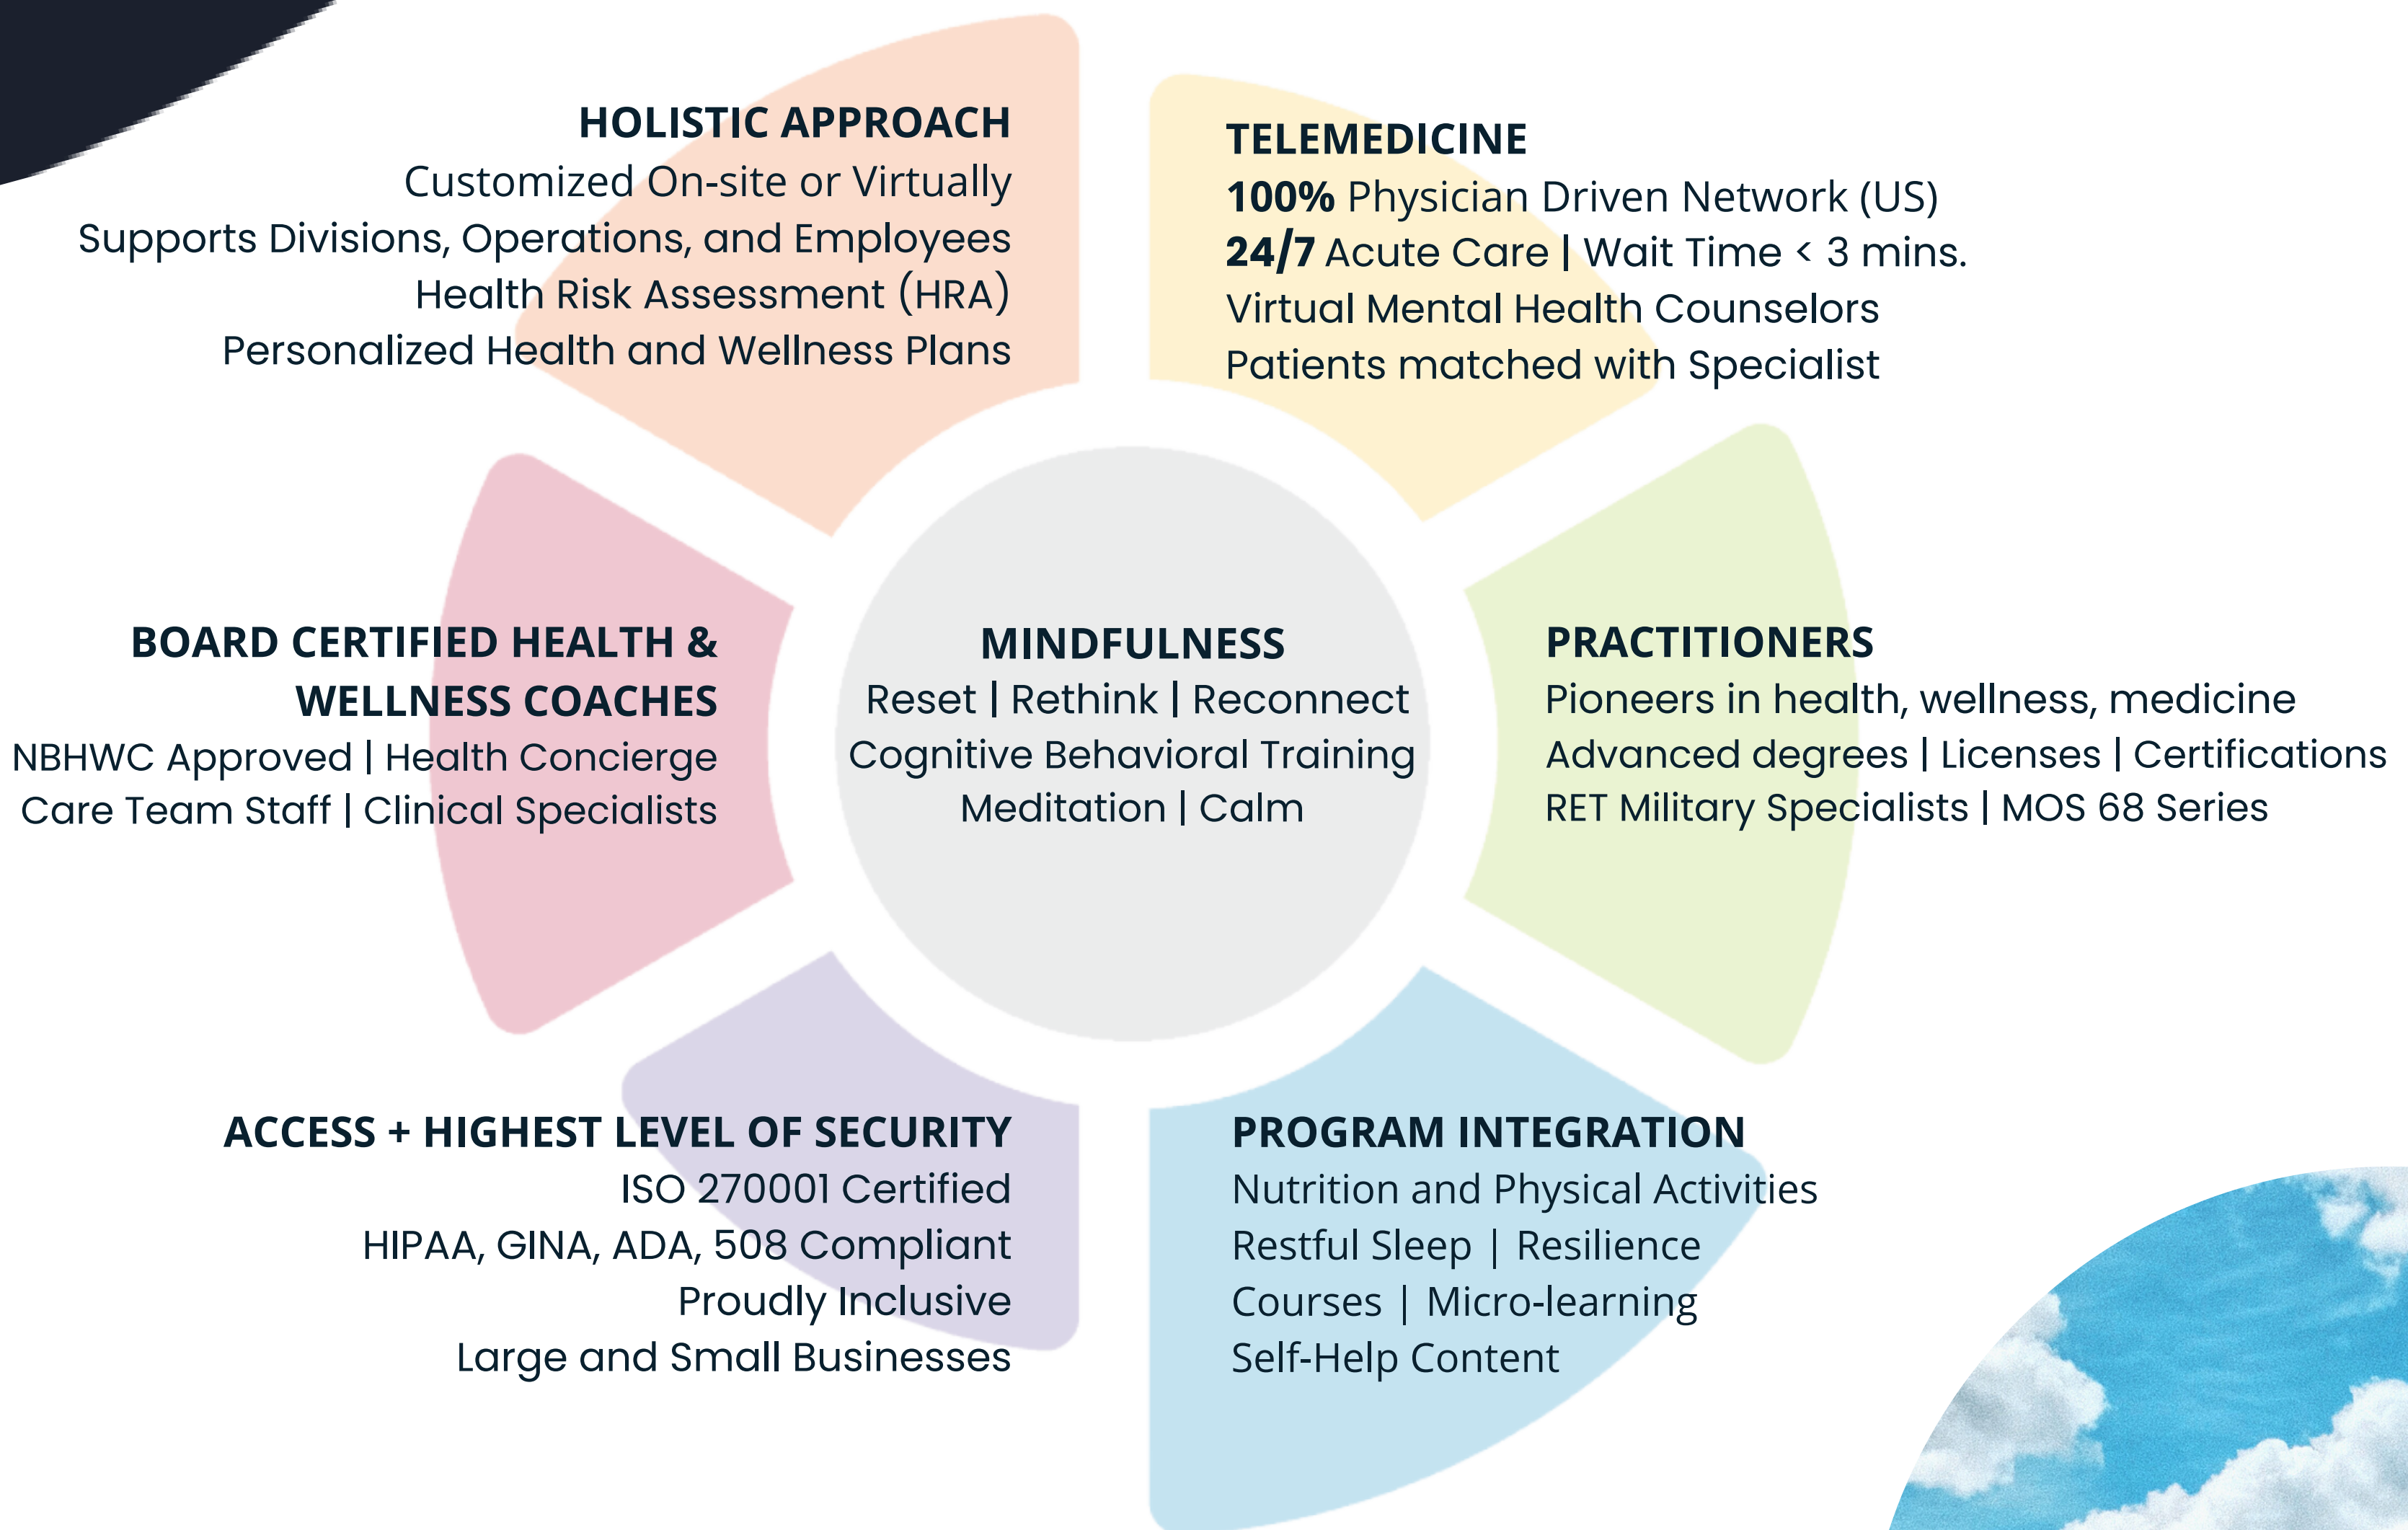 HOLISTIC APPROACH
Customized On-site or Virtually
Supports Divisions, Operations, and Employees
Health Risk Assessment (HRA)
Personalized Health and Wellness Plans
TELEMEDICINE
100% Physician Driven Network (US)
24/7 Acute Care | Wait Time < 3 mins.
Virtual Mental Health Counselors
Patients matched with Specialist
BOARD CERTIFIED HEALTH &
WELLNESS COACHES
NBHWC Approved | Health Concierge
Care Team Staff | Clinical Specialists
MINDFULNESS
Reset | Rethink | Reconnect
Cognitive Behavioral Training
Meditation | Calm
PRACTITIONERS
Pioneers in health, wellness, medicine
Advanced degrees | Licenses | Certifications
RET Military Specialists | MOS 68 Series
ACCESS + HIGHEST LEVEL OF SECURITY
ISO 270001 Certified
HIPAA, GINA, ADA, 508 Compliant
Proudly Inclusive
Large and Small Businesses
PROGRAM INTEGRATION
Nutrition and Physical Activities
Restful Sleep | Resilience
Courses | Micro-learning
Self-Help Content